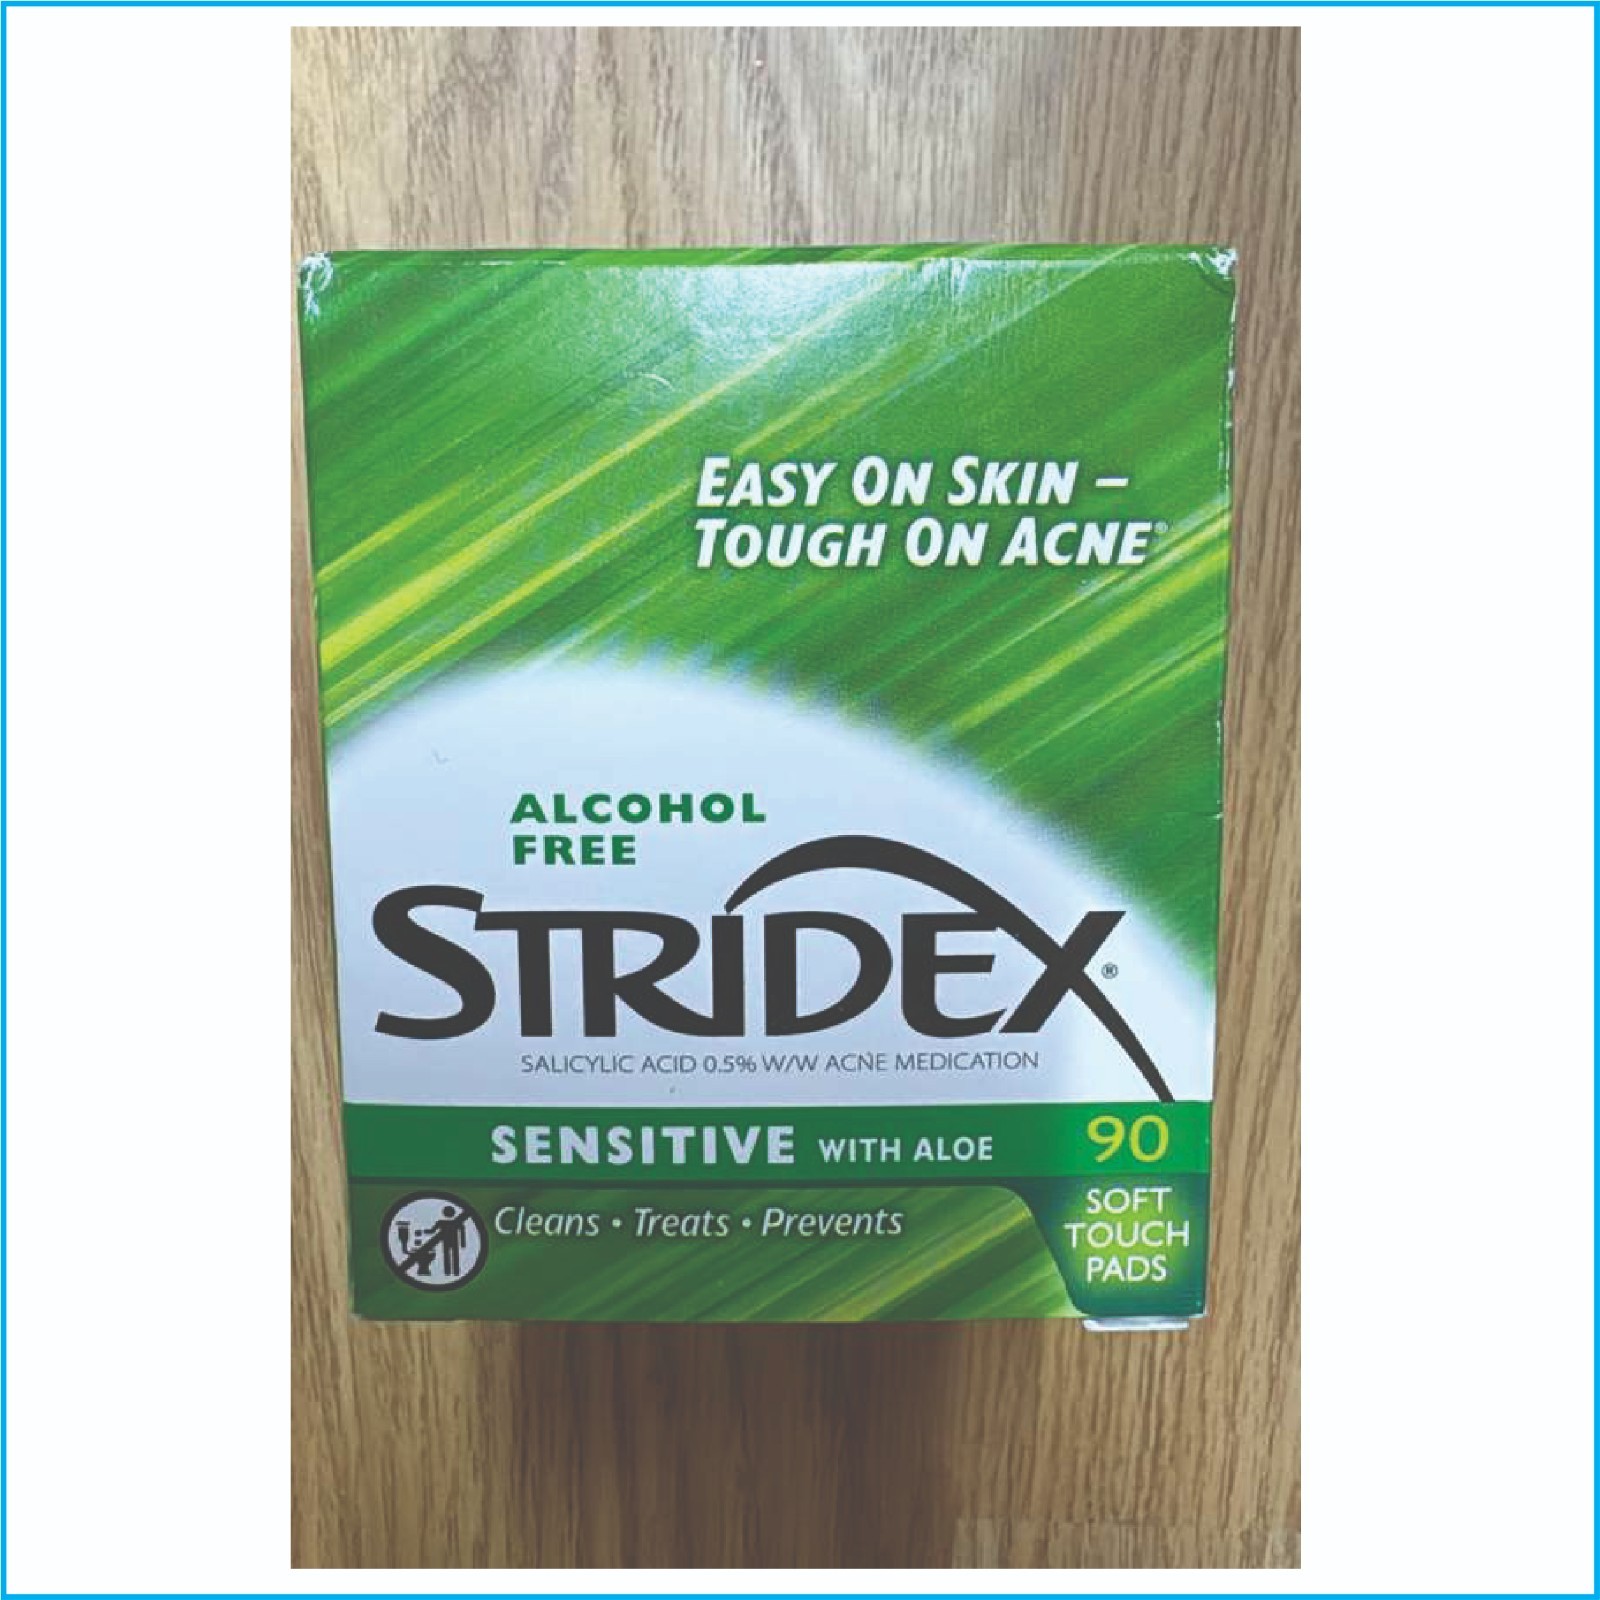 EASY ON SKIN –
TOUGH ON ACNE®
ALCOHOL
FREE
STRIDEX®
SALICYLIC ACID 0.5% W/W ACNE MEDICATION
SENSITIVE WITH ALOE
90
SOFT
TOUCH
PADS
Cleans • Treats • Prevents